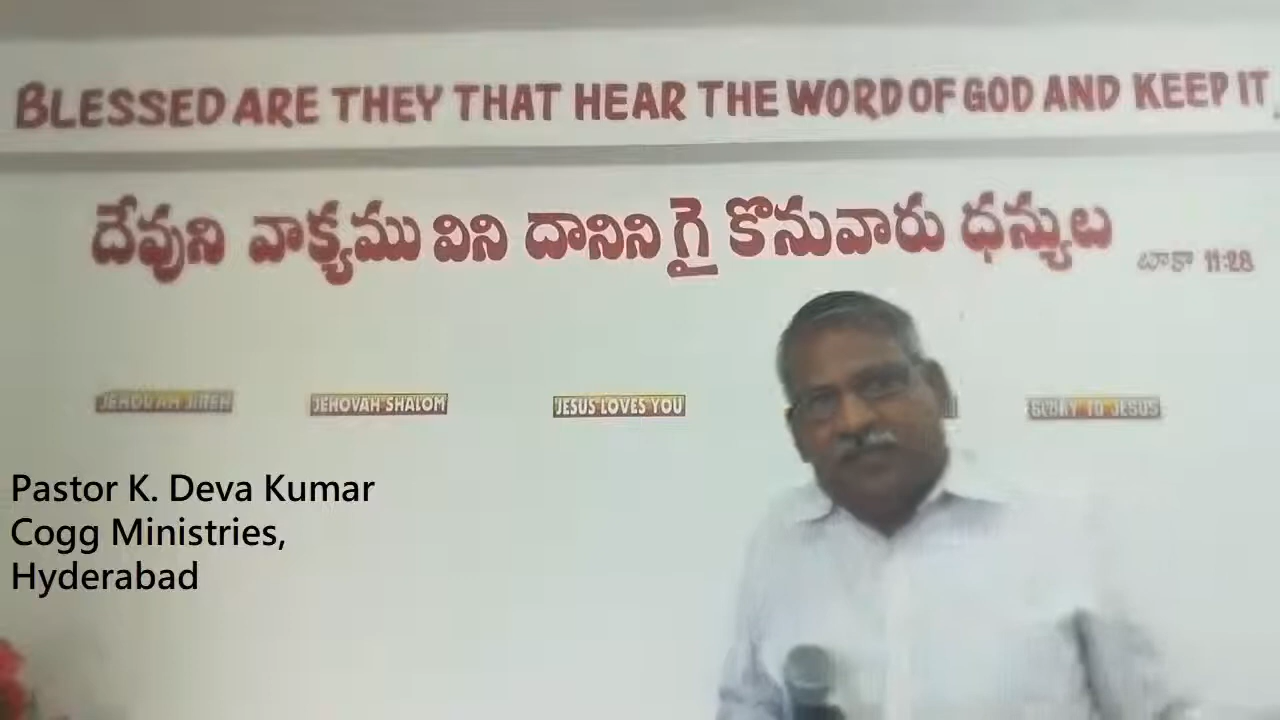 BLESSED ARE THEY THAT HEAR THE WORD OF GOD AND KEEP IT
దేవుని వాక్యము విని దానిని గై కొనువారు ధన్యుల
లూకా 11:28
JEHOVAH JIREH
JEHOVAH SHALOM
JESUS LOVES YOU
GLORY TO JESUS
Pastor K. Deva Kumar
Cogg Ministries,
Hyderabad